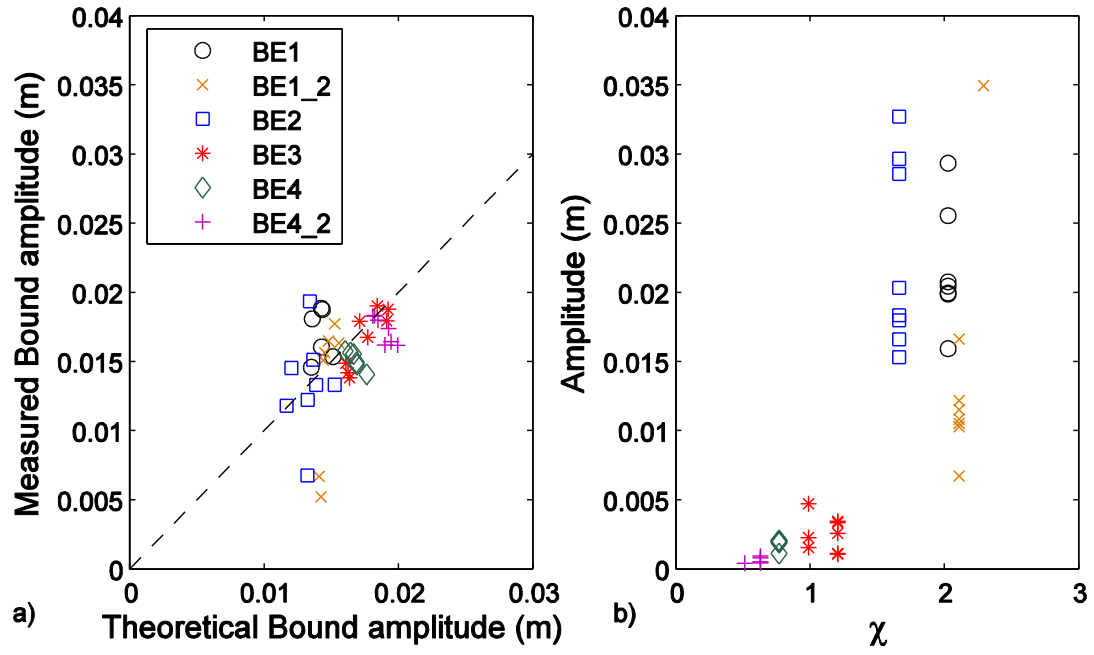 0.04
0.035
0.03
0.025
0.02
0.015
0.01
0.005
0
0
0.01
0.02
0.03
Measured Bound amplitude (m)
Theoretical Bound amplitude (m)
BE1
BE1_2
BE2
BE3
BE4
BE4_2
a)
0.04
0.035
0.03
0.025
0.02
0.015
0.01
0.005
0
0
1
2
3
Amplitude (m)
χ
b)